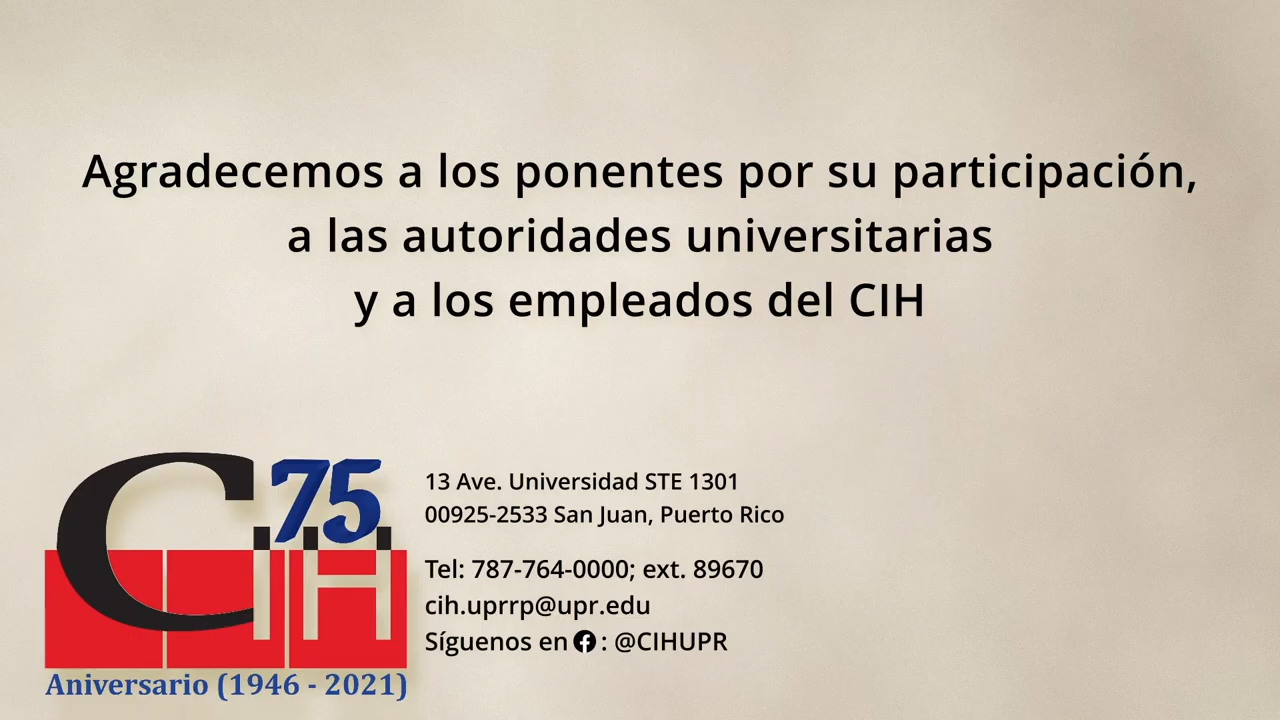 Agradecemos a los ponentes por su participación,
a las autoridades universitarias
y a los empleados del CIH
75
CIH
Aniversario (1946 - 2021)
13 Ave. Universidad STE 1301
00925-2533 San Juan, Puerto Rico
Tel: 787-764-0000; ext. 89670
cih.uprrp@upr.edu
Síguenos en : @CIHUPR